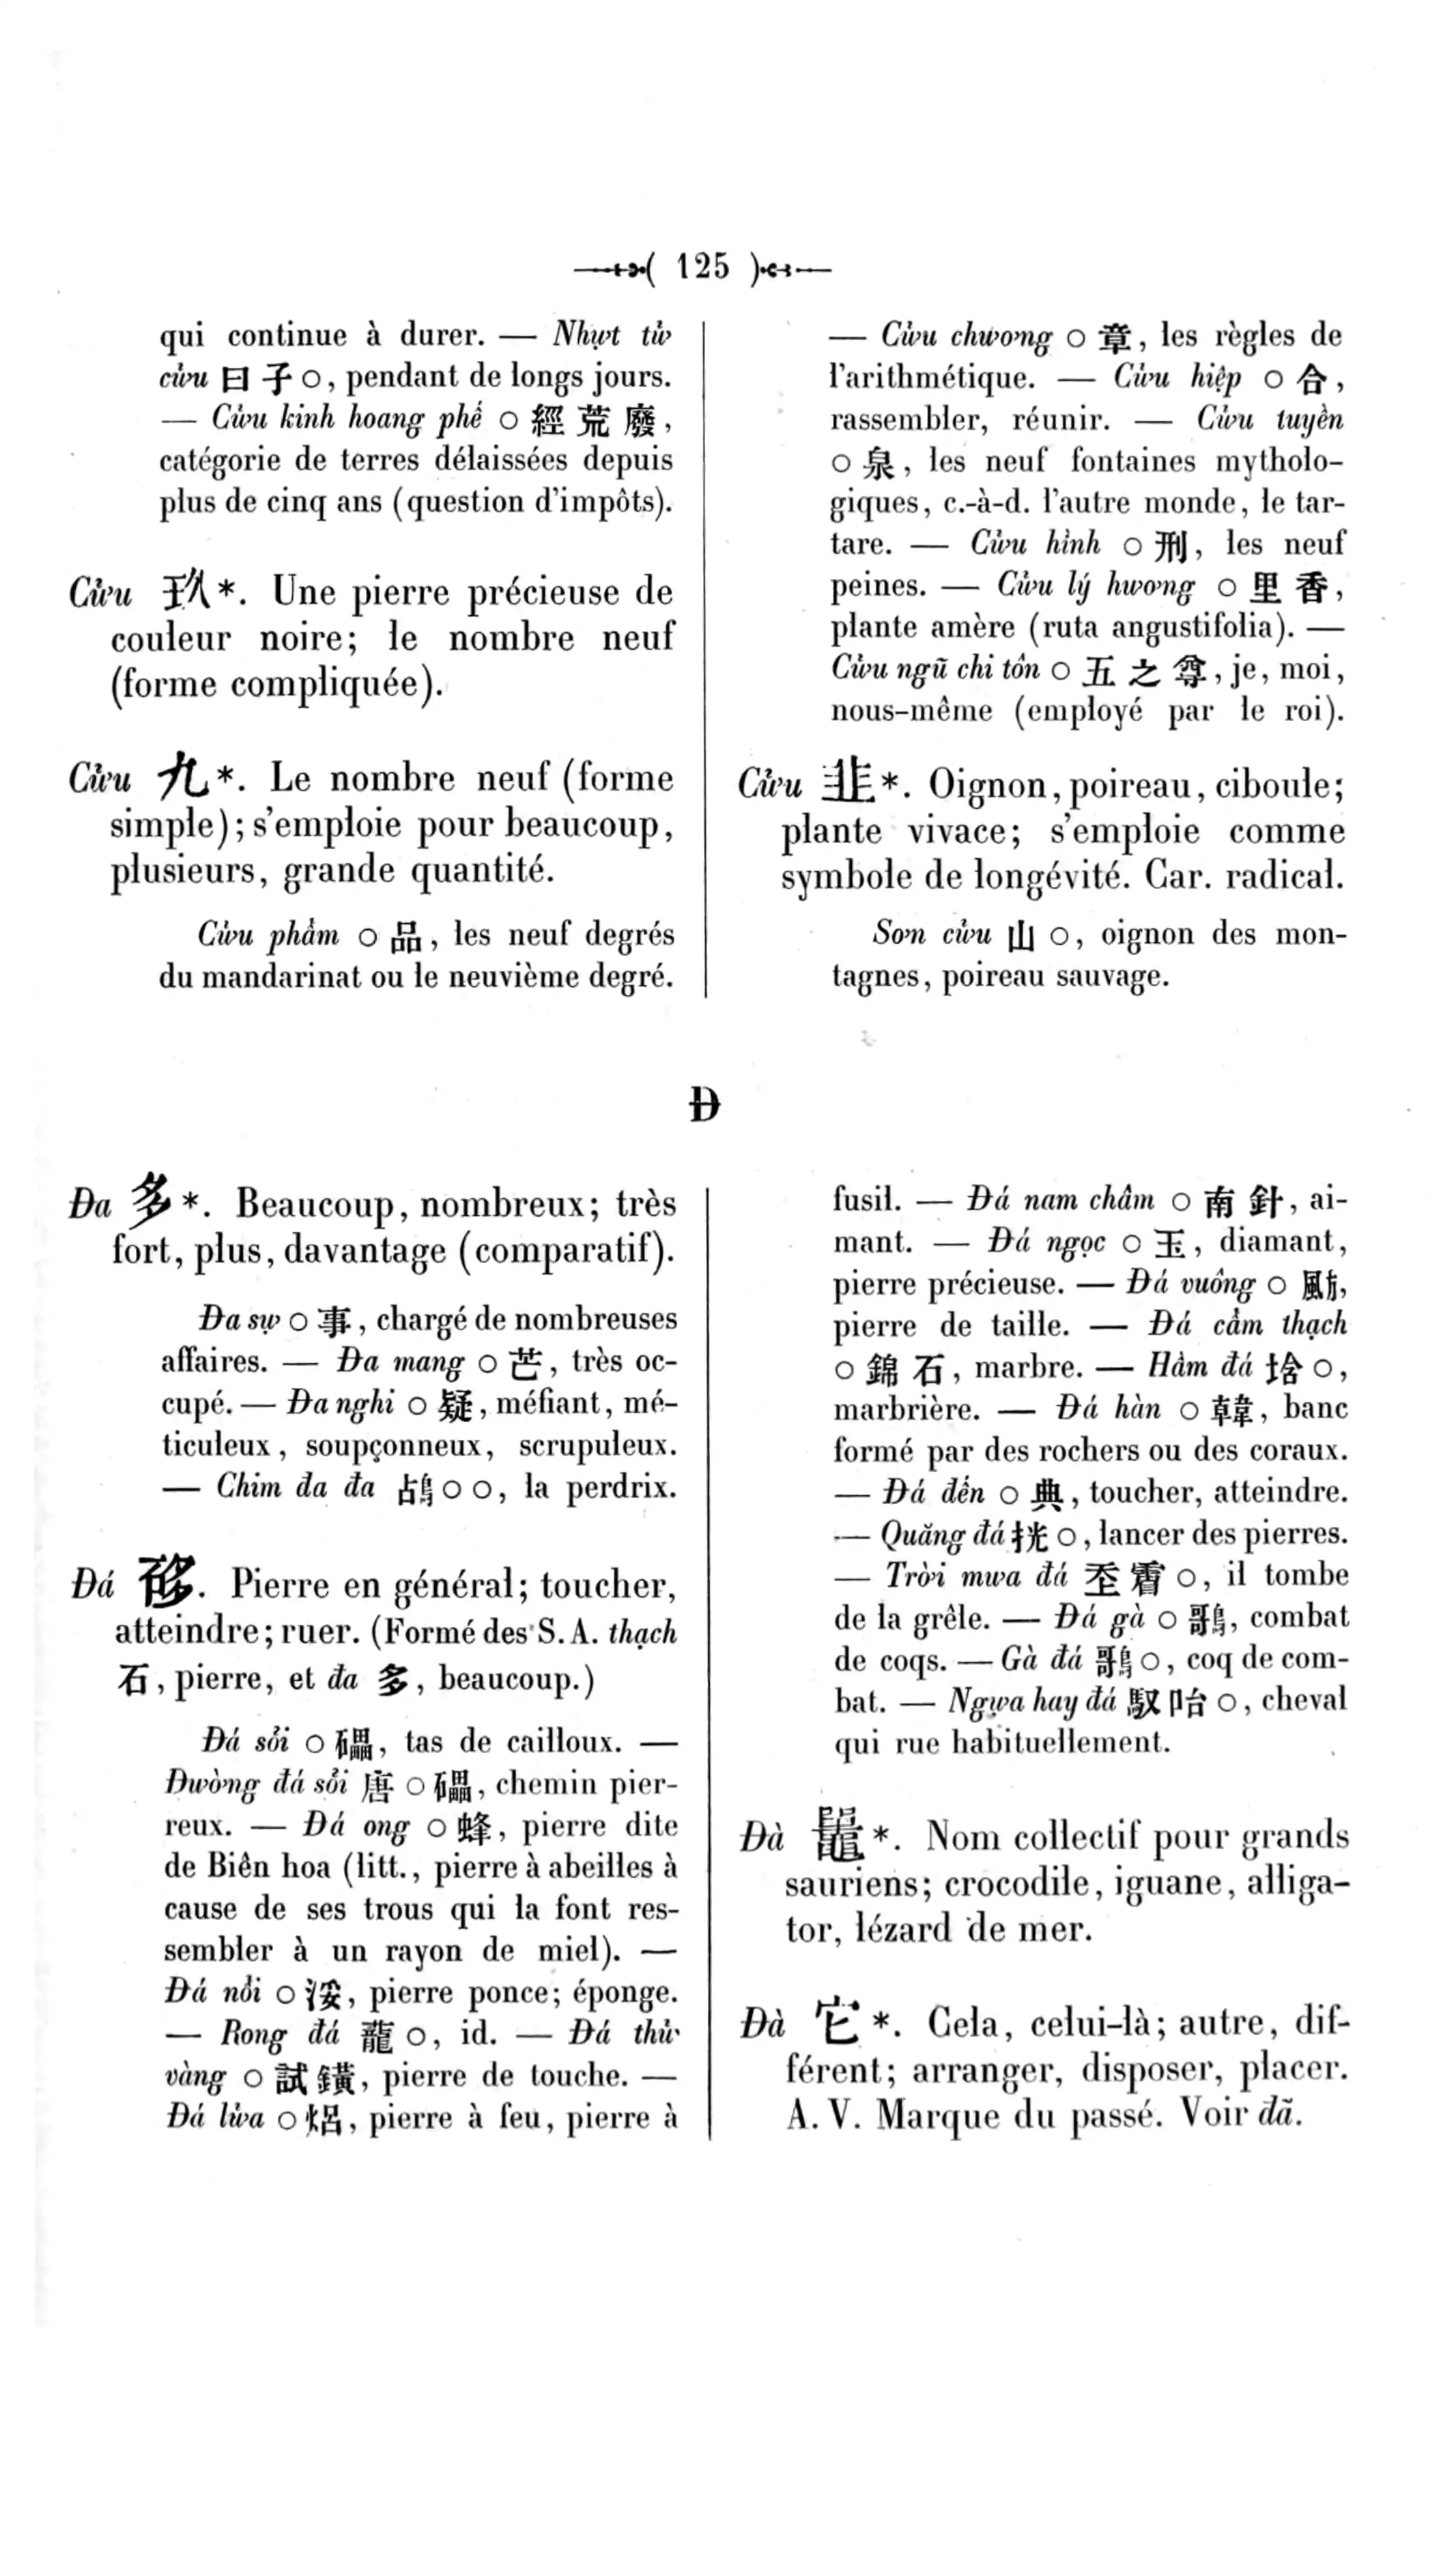 ( 125 )
qui continue à durer. — Nhựt tử
cửu 日 子 ○, pendant de longs jours.
— Cửu kinh hoang phế ○ 經 荒 廢,
catégorie de terres délaissées depuis
plus de cinq ans (question d'impôts).
Cửu 玖*. Une pierre précieuse de
couleur noire; le nombre neuf
(forme compliquée).
Cửu 九*. Le nombre neuf (forme
simple); s'emploie pour beaucoup,
plusieurs, grande quantité.
Cửu phẩm ○ 品, les neuf degrés
du mandarinat ou le neuvième degré.
— Cửu chương ○ 章, les règles de
l'arithmétique. — Cửu hiệp ○ 合,
rassembler, réunir. — Cửu tuyền
○ 泉, les neuf fontaines mytholo-
giques, c.-à-d. l'autre monde, le tar-
tare. — Cửu hình ○ 刑, les neuf
peines. — Cửu lý hương ○ 里 香,
plante amère (ruta angustifolia). —
Cửu ngũ chi tôn ○ 五 之 尊, je, moi,
nous-même (employé par le roi).
Cửu 韭*. Oignon, poireau, ciboule;
plante vivace; s'emploie comme
symbole de longévité. Car. radical.
Sơn cửu 山 ○, oignon des mon-
tagnes, poireau sauvage.
Đ
Đa 多*. Beaucoup, nombreux; très
fort, plus, davantage (comparatif).
Đa sự ○ 事, chargé de nombreuses
affaires. — Đa mang ○ 芒, très oc-
cupé. — Đa nghi ○ 疑, méfiant, mé-
ticuleux, soupçonneux, scrupuleux.
— Chim đa đa 鴣 ○ ○, la perdrix.
Đá 𥒥. Pierre en général; toucher,
atteindre; ruer. (Formé des S. A. thạch
石, pierre, et đa 多, beaucoup.)
Đá sỏi ○ 礧, tas de cailloux. —
Đường đá sỏi 唐 ○ 礧, chemin pier-
reux. — Đá ong ○ 蜂, pierre dite
de Biên hoa (litt., pierre à abeilles à
cause de ses trous qui la font res-
sembler à un rayon de miel). —
Đá nổi ○ 浽, pierre ponce; éponge.
— Rong đá 蘢 ○, id. — Đá thử
vàng ○ 試 鐄, pierre de touche. —
Đá lửa ○ 焒, pierre à feu, pierre à
fusil. — Đá nam châm ○ 南 針, ai-
mant. — Đá ngọc ○ 玉, diamant,
pierre précieuse. — Đá vuông ○,
pierre de taille. — Đá cẩm thạch
○ 錦 石, marbre. — Hầm đá 㙈 ○,
marbrière. — Đá hàn ○ 韓, banc
formé par des rochers ou des coraux.
— Đá đến ○ 典, toucher, atteindre.
— Quăng đá 挄 ○, lancer des pierres.
— Trời mưa đá 𡗶 𩅹 ○, il tombe
de la grêle. — Đá gà ○ 鵶, combat
de coqs. — Gà đá ○, coq de com-
bat. — Ngựa hay đá 馭 咍 ○, cheval
qui rue habituellement.
Đà 鼉*. Nom collectif pour grands
sauriens; crocodile, iguane, alliga-
tor, lézard de mer.
Đà 它*. Cela, celui-là; autre, dif-
férent; arranger, disposer, placer.
A. V. Marque du passé. Voir đã.